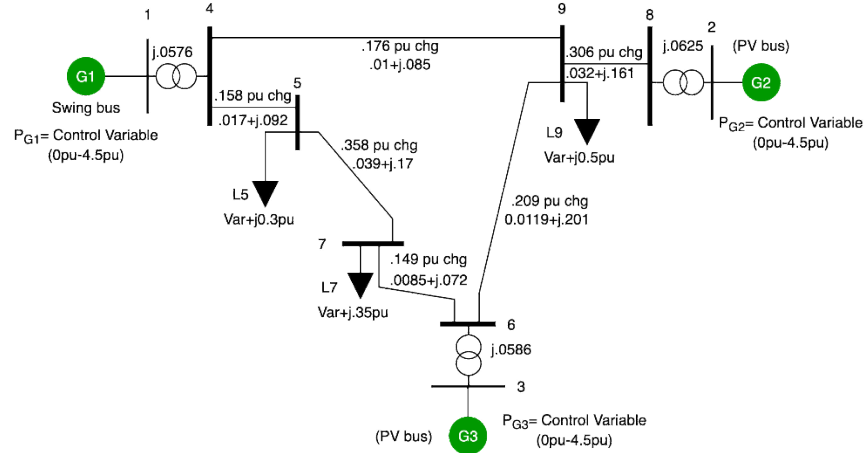 1
4
9
8
2
j.0576
.176 pu chg
.01+j.085
.306 pu chg
.032+j.161
j.0625
(PV bus)
G1
G2
5
Swing bus
.158 pu chg
.017+j.092
PG1= Control Variable
(0pu-4.5pu)
PG2= Control Variable
(0pu-4.5pu)
L9
Var+j0.5pu
.358 pu chg
.039+j.17
L5
Var+j0.3pu
.209 pu chg
0.0119+j.201
7
.149 pu chg
.0085+j.072
L7
Var+j.35pu
6
j.0586
3
(PV bus)
G3
PG3= Control Variable
(0pu-4.5pu)